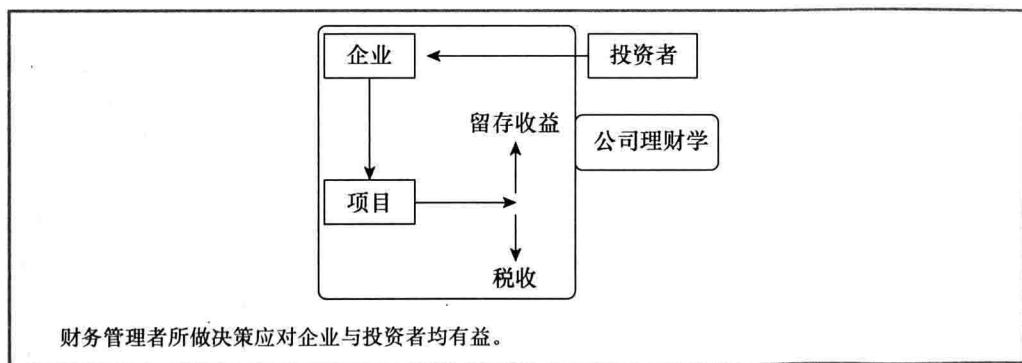 企业
投资者
留存收益
公司理财学
项目
税收
财务管理者所做决策应对企业与投资者均有益。